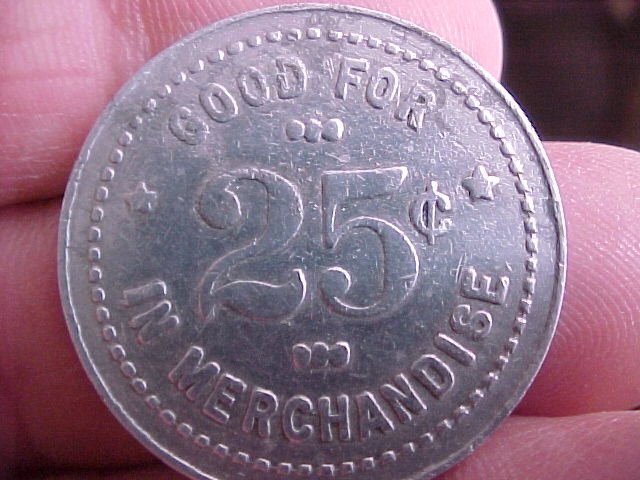 GOOD FOR
25¢
IN MERCHANDISE